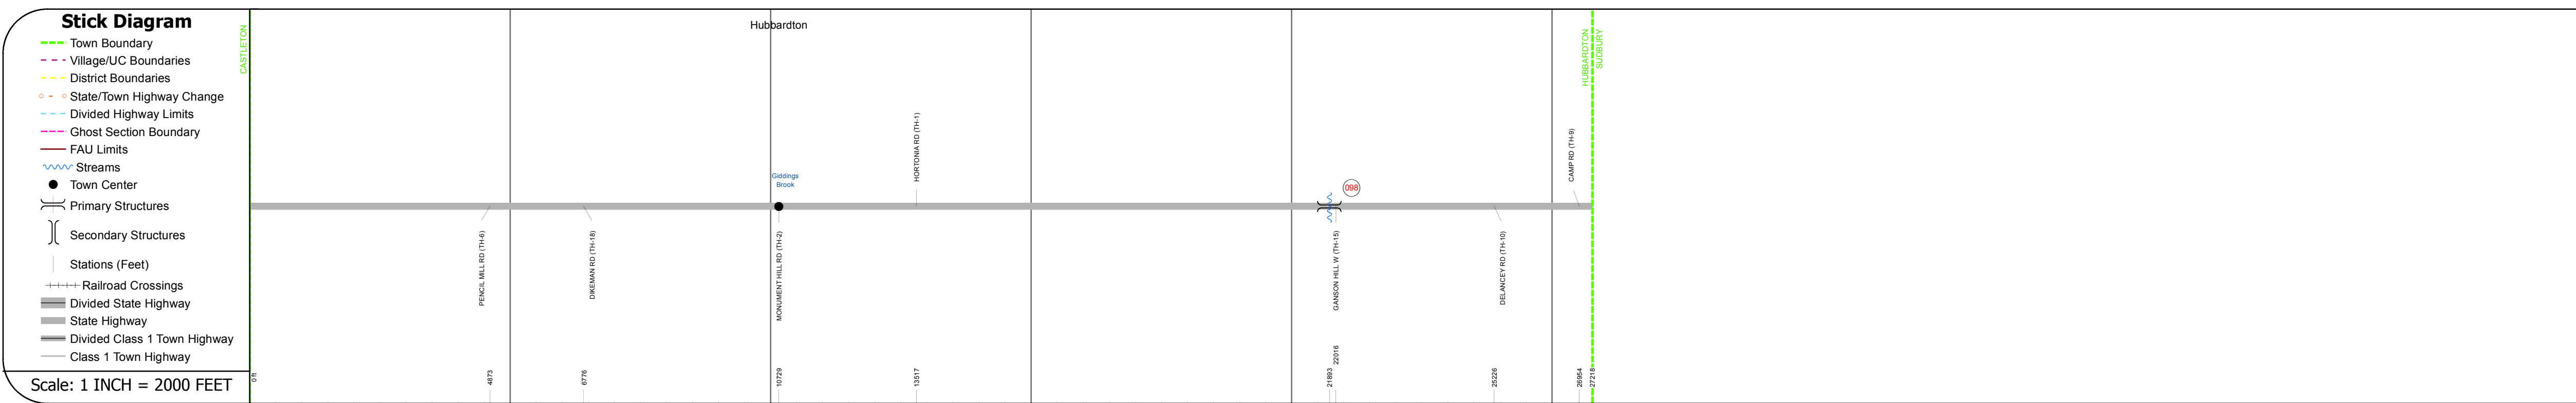 Stick Diagram
Town Boundary
Village/UC Boundaries
District Boundaries
State/Town Highway Change
Divided Highway Limits
Ghost Section Boundary
FAU Limits
Streams
Town Center
Primary Structures
Secondary Structures
Stations (Feet)
Railroad Crossings
Divided State Highway
State Highway
Divided Class 1 Town Highway
Class 1 Town Highway
Scale: 1 INCH = 2000 FEET
CASTLETON
Hubbardton
HUBBARDTON
SUDBURY
HORTONIA RD (TH-1)
CAMP RD (TH-9)
Giddings
Brook
098
PENCIL MILL RD (TH-6)
DIKEMAN RD (TH-18)
MONUMENT HILL RD (TH-2)
GANSON HILL W (TH-15)
DELANCEY RD (TH-10)
0 ft
4873
6776
10729
13517
21893
22016
25226
26954
27218